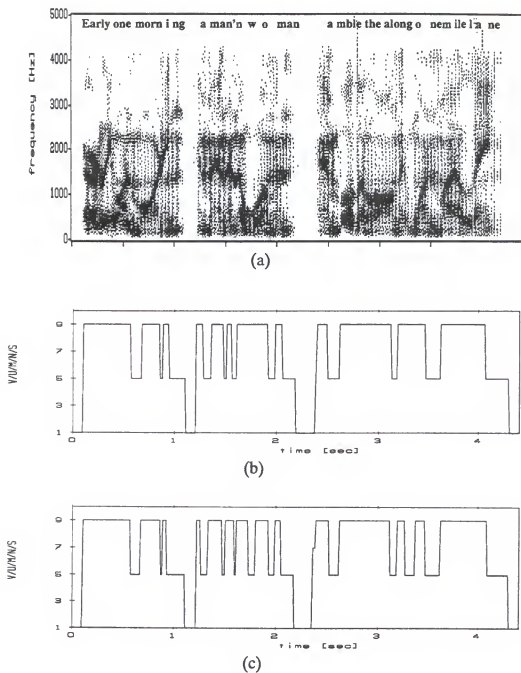 Early one morn i ng a man'n w o man a mble the along o nem ile l a ne
5000
4000
3000
2000
1000
0
frequency [Hz]
(a)
9
7
5
3
1
V/U/M/N/S
0 1 2 3 4
time [sec]
(b)
9
7
5
3
1
V/U/M/N/S
0 1 2 3 4
time [sec]
(c)